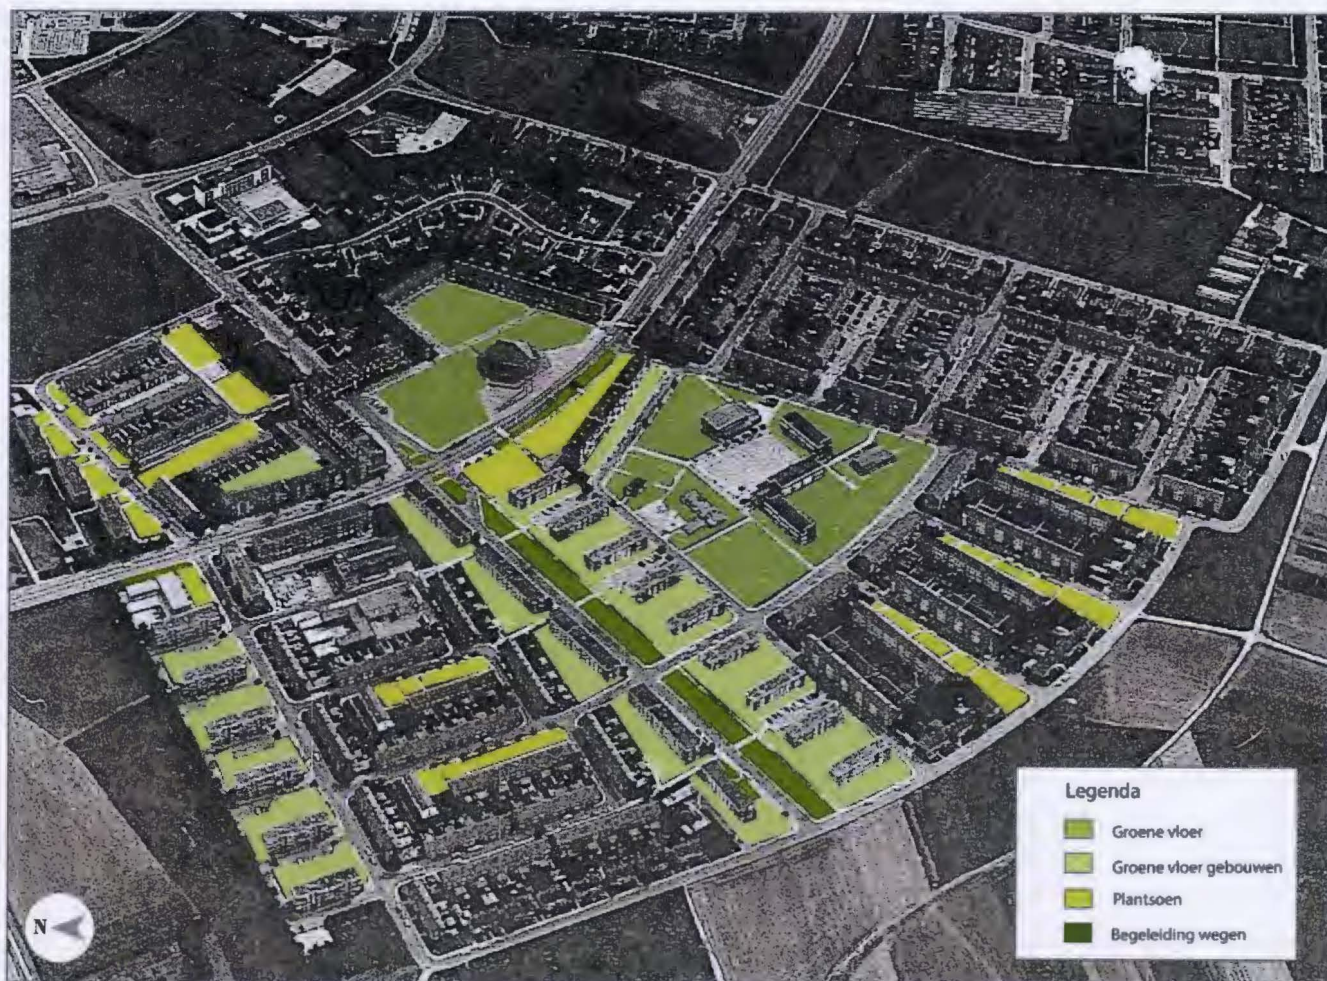 Legenda
Groene vloer
Groene vloer gebouwen
Plantsoen
Begeleiding wegen
N